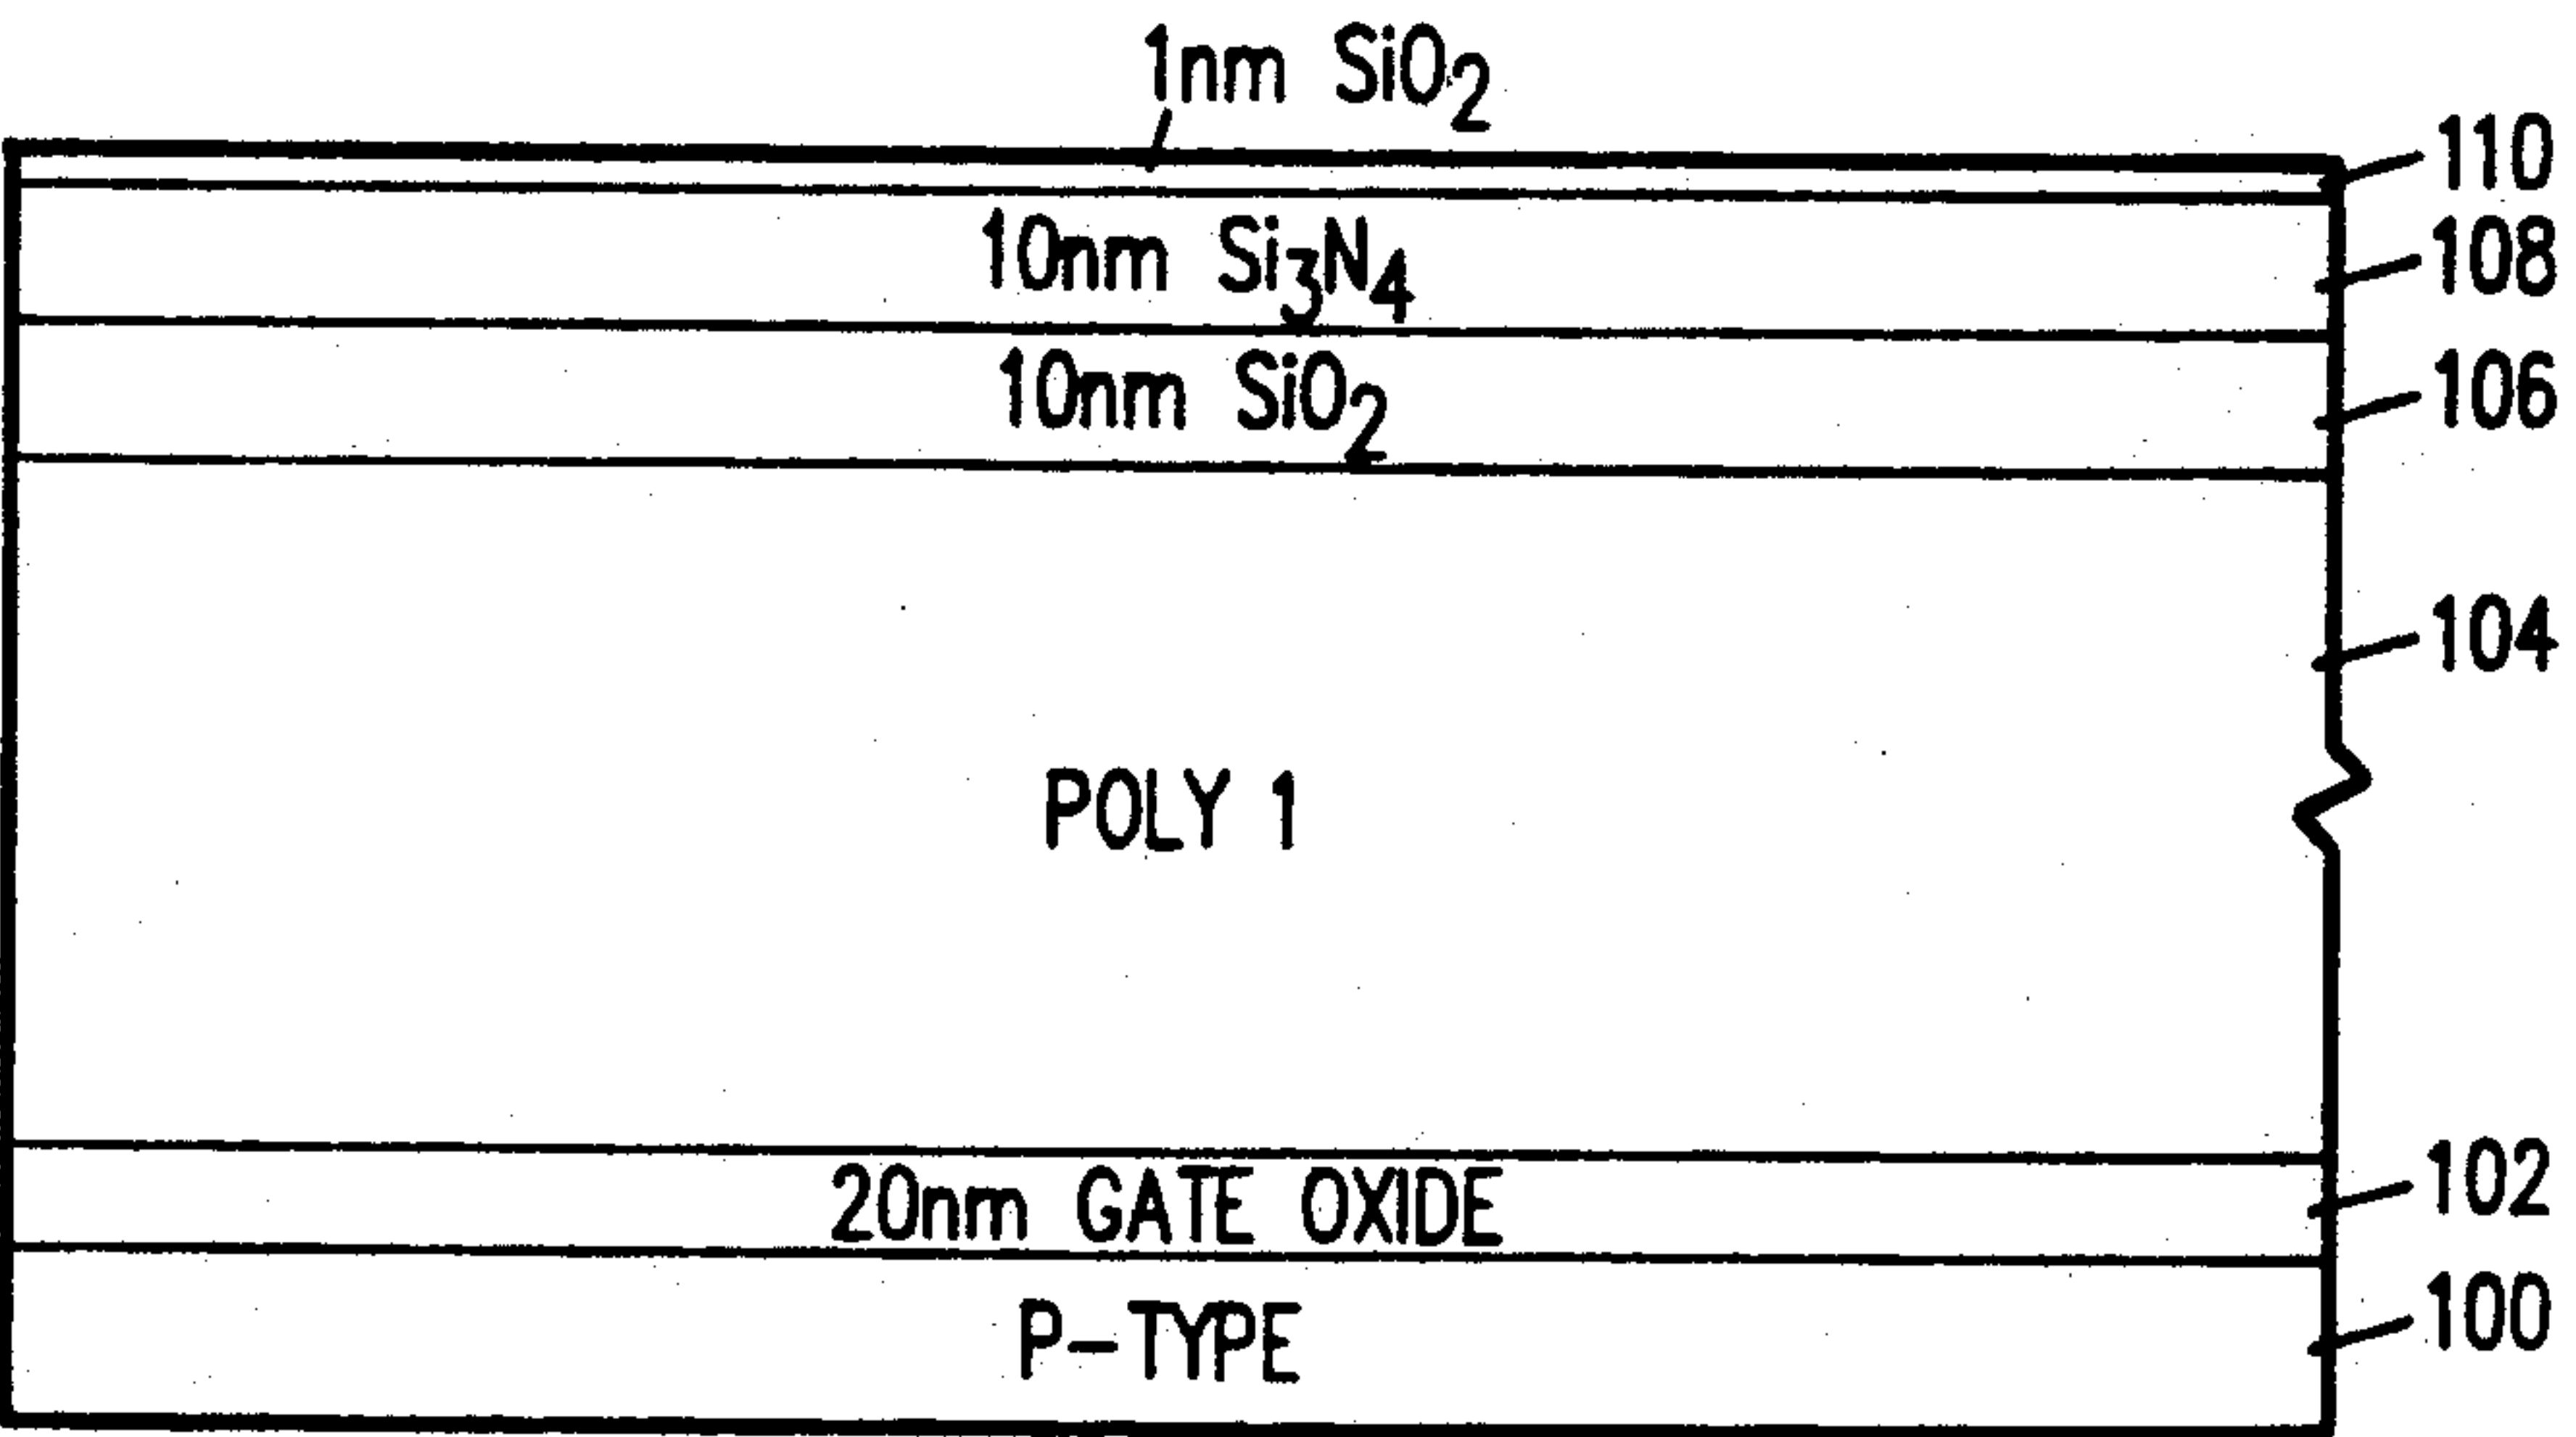 1nm SiO2
110
10nm Si3N4
108
10nm SiO2
106
104
POLY 1
20nm GATE OXIDE
102
P-TYPE
100